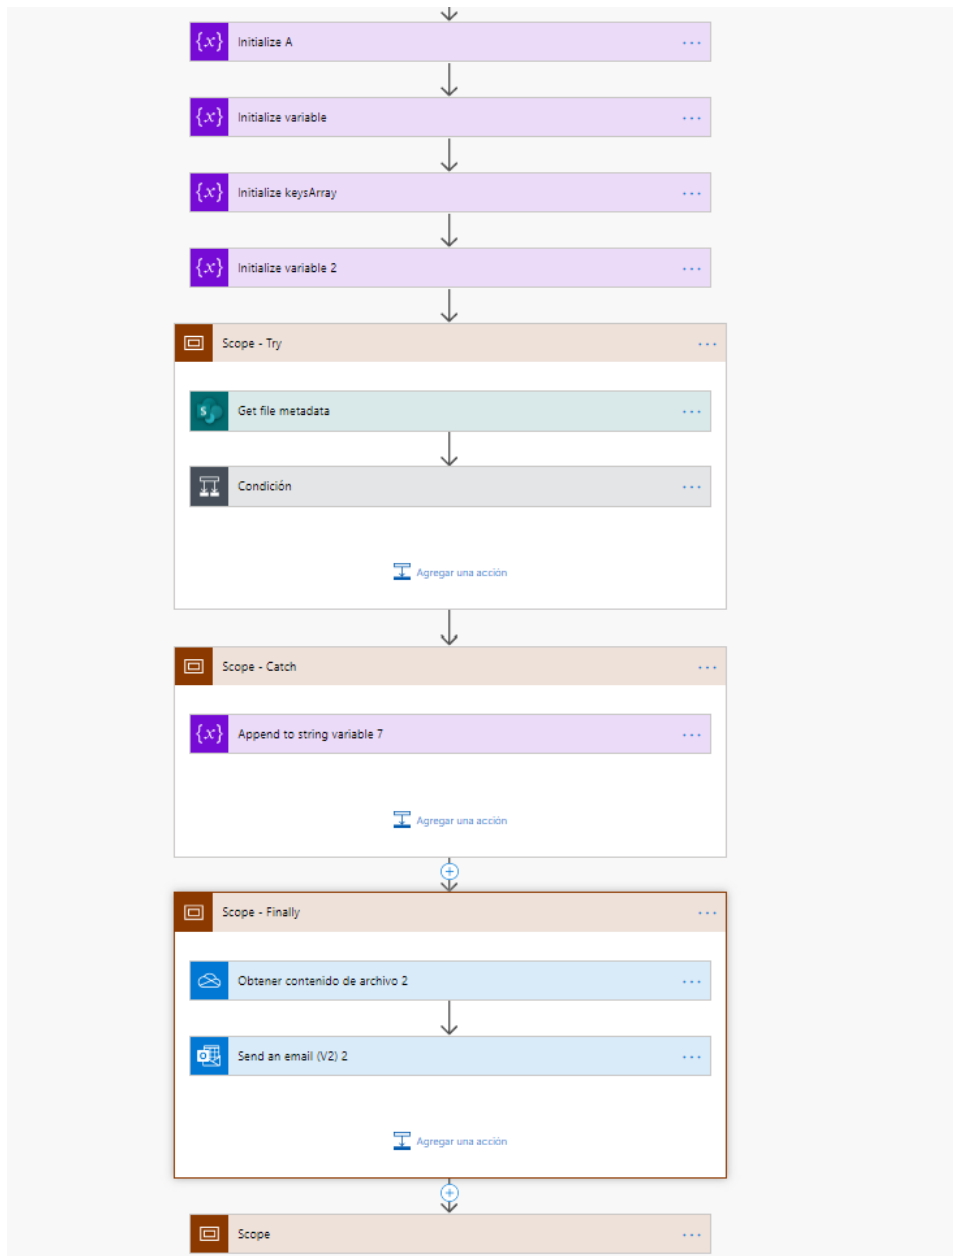 {x} Initialize A ...
{x} Initialize variable ...
{x} Initialize keysArray ...
{x} Initialize variable 2 ...
Scope - Try ...
S Get file metadata ...
Condición ...
Agregar una acción
Scope - Catch ...
{x} Append to string variable 7 ...
Agregar una acción
Scope - Finally ...
Obtener contenido de archivo 2 ...
Send an email (V2) 2 ...
Agregar una acción
Scope ...